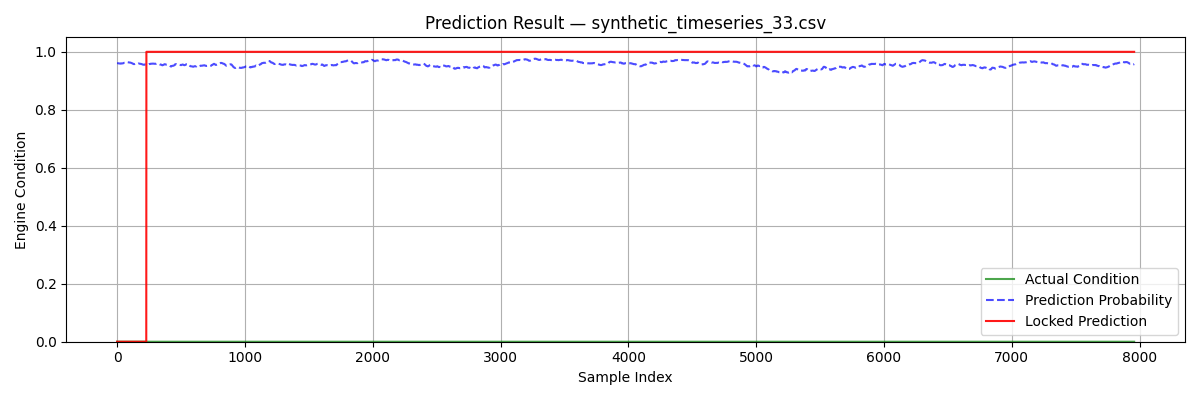 Prediction Result — synthetic_timeseries_33.csv
Engine Condition
1.0
0.8
0.6
0.4
0.2
0.0
Actual Condition
Prediction Probability
Locked Prediction
0 1000 2000 3000 4000 5000 6000 7000 8000
Sample Index